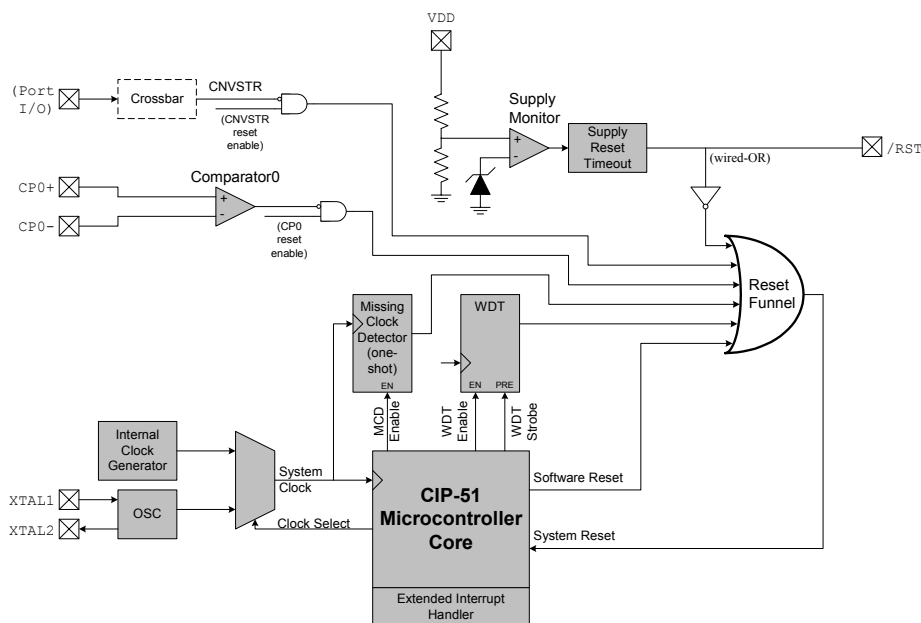 VDD
(Port
I/O)
Crossbar
CNVSTR
(CNVSTR
reset
enable)
Supply
Monitor
+
-
Supply
Reset
Timeout
(wired-OR)
/RST
CP0+
CP0-
Comparator0
+
-
(CP0
reset
enable)
Reset
Funnel
Missing
Clock
Detector
(one-
shot)
EN
WDT
EN
PRE
MCD
Enable
WDT
Enable
WDT
Strobe
Internal
Clock
Generator
System
Clock
XTAL1
XTAL2
OSC
Clock Select
CIP-51
Microcontroller
Core
Software Reset
System Reset
Extended Interrupt
Handler